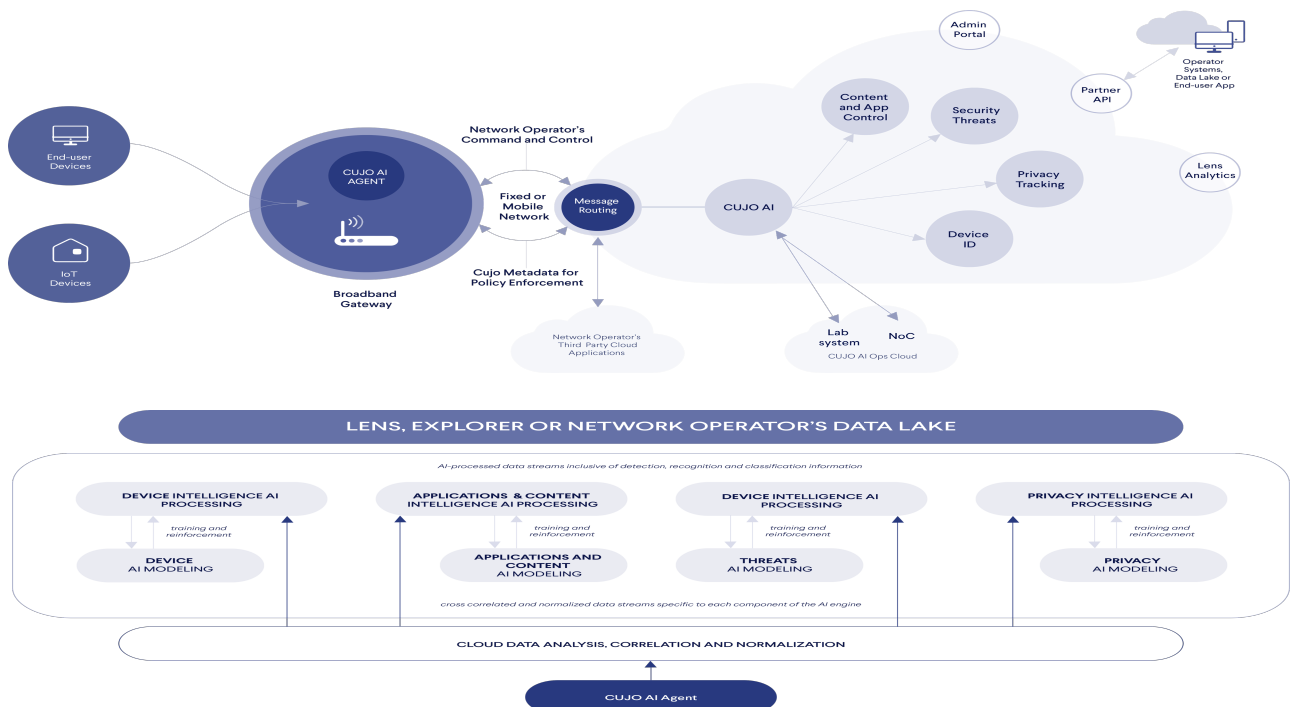 Admin
Portal
Operator
Systems,
Data Lake or
End-user App
Partner
API
Content
and App
Control
Security
Threats
Network Operator's
Command and Control
End-user
Devices
CUJO AI
AGENT
Lens
Analytics
Privacy
Tracking
Fixed or
Mobile
Network
Message
Routing
CUJO AI
Device
ID
IoT
Devices
Cujo Metadata for
Policy Enforcement
Broadband
Gateway
Network Operator's
Third Party Cloud
Applications
Lab
system
NoC
CUJO AI Ops Cloud
LENS, EXPLORER OR NETWORK OPERATOR'S DATA LAKE
AI-processed data streams inclusive of detection, recognition and classification information
DEVICE INTELLIGENCE AI
PROCESSING
APPLICATIONS & CONTENT
INTELLIGENCE AI PROCESSING
DEVICE INTELLIGENCE AI
PROCESSING
PRIVACY INTELLIGENCE AI
PROCESSING
training and
reinforcement
training and
reinforcement
training and
reinforcement
training and
reinforcement
DEVICE
AI MODELING
APPLICATIONS AND
CONTENT
AI MODELING
THREATS
AI MODELING
PRIVACY
AI MODELING
cross correlated and normalized data streams specific to each component of the AI engine
CLOUD DATA ANALYSIS, CORRELATION AND NORMALIZATION
CUJO AI Agent